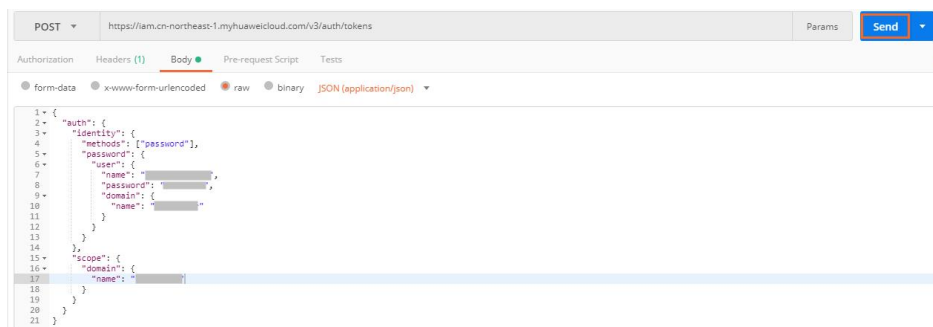 POST https://iam.cn-northeast-1.myhuaweicloud.com/v3/auth/tokens Params Send
Authorization Headers (1) Body Pre-request Script Tests
form-data x-www-form-urlencoded raw binary JSON (application/json)
1 {
2 "auth": {
3 "identity": {
4 "methods": ["password"],
5 "password": {
6 "user": {
7 "name": "",
8 "password": "",
9 "domain": {
10 "name": ""
11 }
12 }
13 }
14 },
15 "scope": {
16 "domain": {
17 "name": ""
18 }
19 }
20 }
21 }